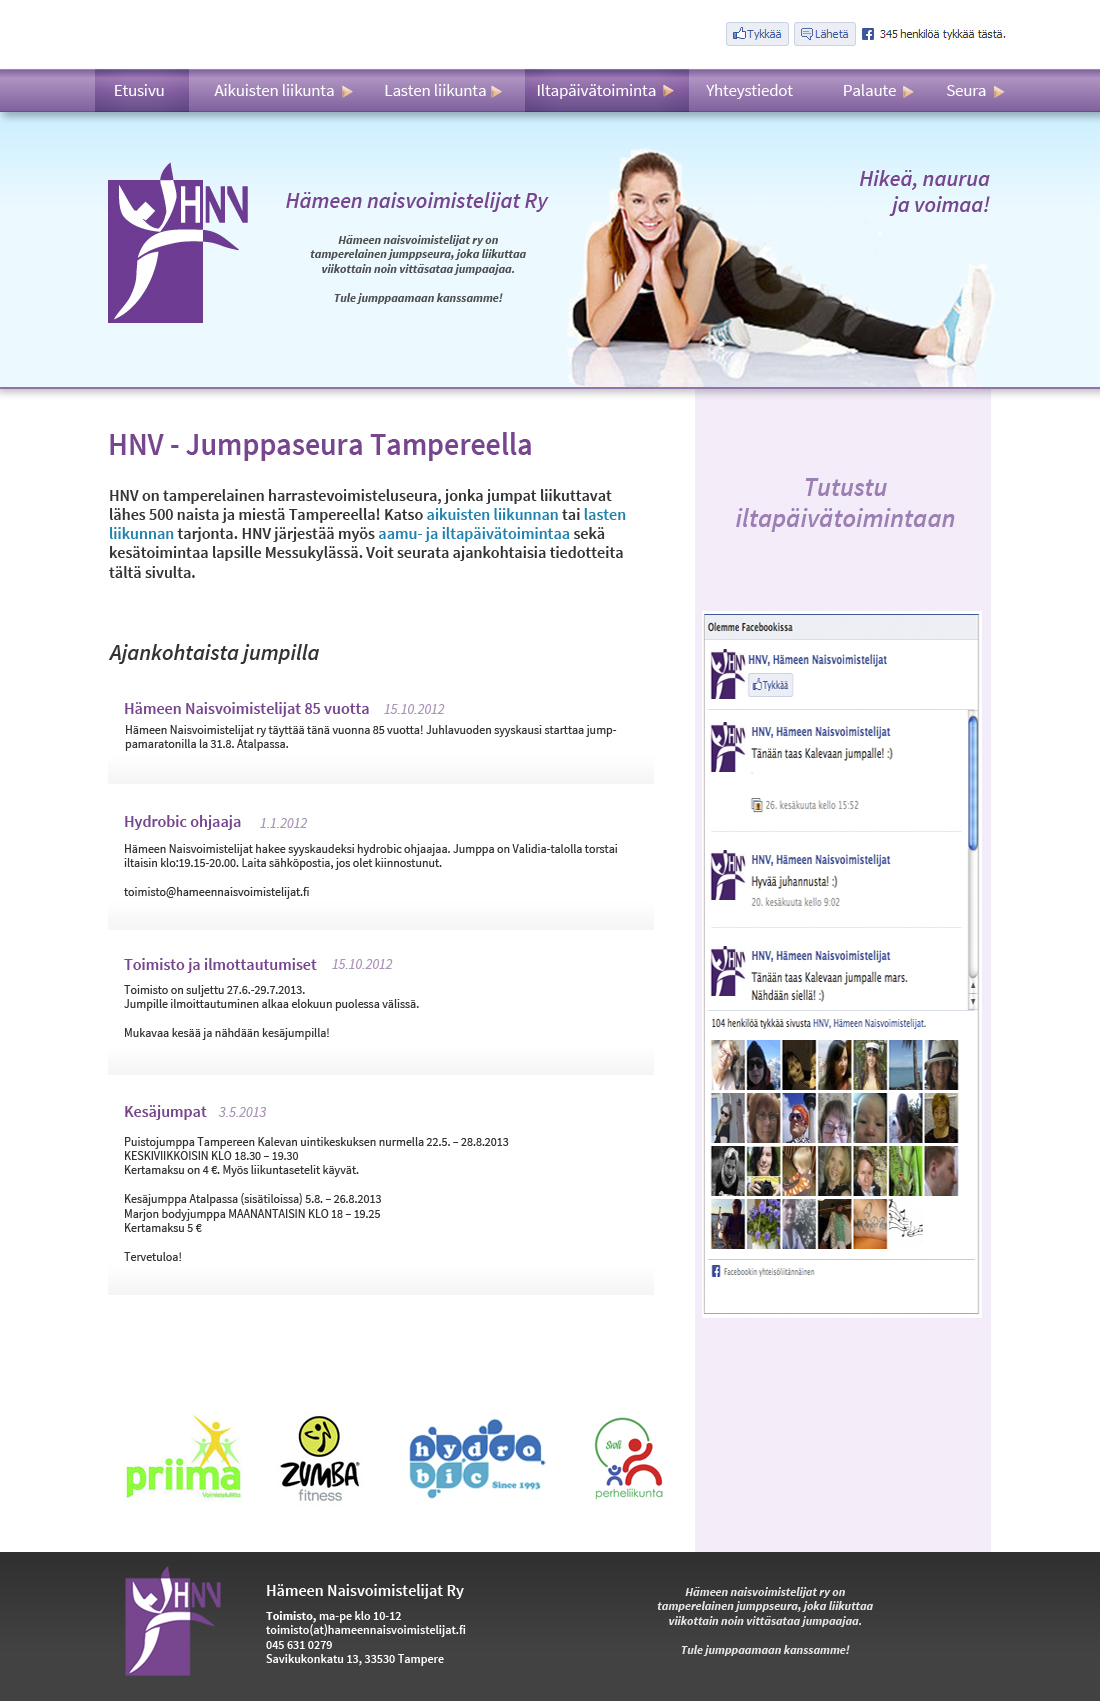 Tykkää Lähetä 345 henkilöä tykkää tästä.
Etusivu Aikuisten liikunta Lasten liikunta Iltapäivätoiminta Yhteystiedot Palaute Seura
HNN
Hämeen naisvoimistelijat Ry
Hämeen naisvoimistelijat ry on
tamperelainen jumppseura, joka liikuttaa
viikottain noin vittäsataa jumpaajaa.
Tule jumppaamaan kanssamme!
Hikeä, naurua
ja voimaa!
HNV - Jumppaseura Tampereella
HNV on tamperelainen harrastevoimisteluseura, jonka jumpat liikuttavat
lähes 500 naista ja miestä Tampereella! Katso aikuisten liikunnan tai lasten
liikunnan tarjonta. HNV järjestää myös aamu- ja iltapäivätoimintaa sekä
kesätoimintaa lapsille Messukylässä. Voit seurata ajankohtaisia tiedotteita
tältä sivulta.
Ajankohtaista jumpilla
Hämeen Naisvoimistelijat 85 vuotta 15.10.2012
Hämeen Naisvoimistelijat ry täyttää tänä vuonna 85 vuotta! Juhlavuoden syyskausi starttaa jump-
pamaratonilla la 31.8. Atalpassa.
Hydrobic ohjaaja 1.1.2012
Hämeen Naisvoimistelijat hakee syyskaudeksi hydrobic ohjaajaa. Jumppa on Validia-talolla torstai
iltaisin klo:19.15-20.00. Laita sähköpostia, jos olet kiinnostunut.
toimisto@hameennaisvoimistelijat.fi
Toimisto ja ilmottautumiset 15.10.2012
Toimisto on suljettu 27.6.-29.7.2013.
Jumpille ilmoittautuminen alkaa elokuun puolessa välissä.
Mukavaa kesää ja nähdään kesäjumpilla!
Kesäjumpat 3.5.2013
Puistojumppa Tampereen Kalevan uintikeskuksen nurmella 22.5. – 28.8.2013
KESKIVIIKKOISIN KLO 18.30 – 19.30
Kertamaksu on 4 €. Myös liikuntasetelit käyvät.
Kesäjumppa Atalpassa (sisätiloissa) 5.8. – 26.8.2013
Marjon bodyjumppa MAANANTAISIN KLO 18 – 19.25
Kertamaksu 5 €
Tervetuloa!
Tutustu
iltapäivätoimintaan
Olemme Facebookissa
HNV, Hämeen Naisvoimistelijat
Tykkää
HNV, Hämeen Naisvoimistelijat
Tänään taas Kalevaan jumpalle! :)
26. kesäkuuta kello 15:52
HNV, Hämeen Naisvoimistelijat
Hyvää juhannusta! :)
20. kesäkuuta kello 9:02
HNV, Hämeen Naisvoimistelijat
Tänään taas Kalevaan jumpalle mars.
Nähdään siellä! :)
104 henkilöä tykkää sivusta HNV, Hämeen Naisvoimistelijat.
Facebookin yhteisöliitännäinen
priima
Voimisteluliitto
ZUMBA
fitness
hydro
bic
Since 1993
Svoli
perheliikunta
HNN
Hämeen Naisvoimistelijat Ry
Toimisto, ma-pe klo 10-12
toimisto(at)hameennaisvoimistelijat.fi
045 631 0279
Savikukonkatu 13, 33530 Tampere
Hämeen naisvoimistelijat ry on
tamperelainen jumppseura, joka liikuttaa
viikottain noin vittäsataa jumpaajaa.
Tule jumppaamaan kanssamme!